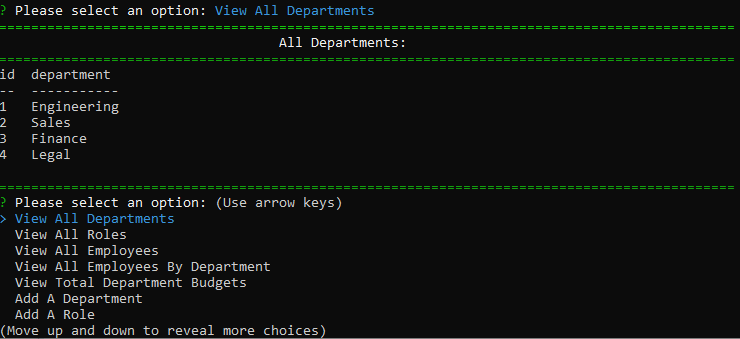 ? Please select an option: View All Departments
====================================================================================================
All Departments:
====================================================================================================
id  department
--  -----------
1   Engineering
2   Sales
3   Finance
4   Legal
====================================================================================================
? Please select an option: (Use arrow keys)
> View All Departments
  View All Roles
  View All Employees
  View All Employees By Department
  View Total Department Budgets
  Add A Department
  Add A Role
(Move up and down to reveal more choices)